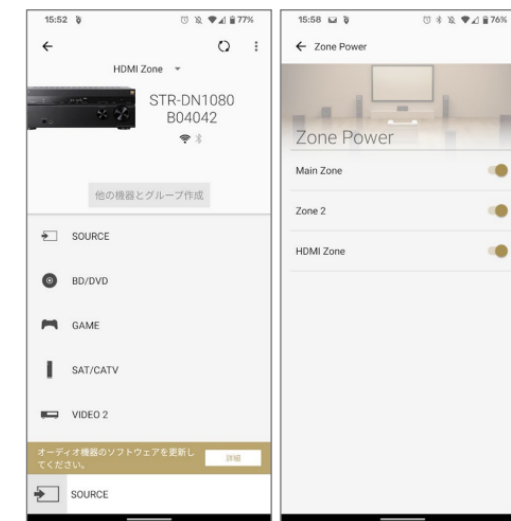 15:52
77%
HDMI Zone
STR-DN1080
B04042
他の機器とグループ作成
SOURCE
BD/DVD
GAME
SAT/CATV
VIDEO 2
オーディオ機器のソフトウェアを更新し
てください。
詳細
SOURCE
15:58
76%
Zone Power
Zone Power
Main Zone
Zone 2
HDMI Zone